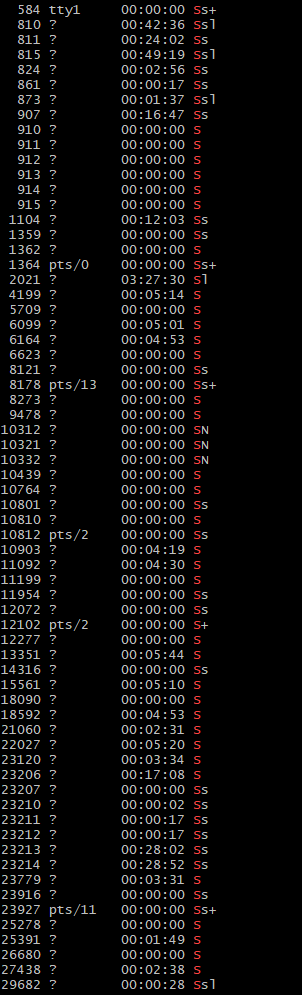 584 tty1 00:00:00 Ss+
810 ? 00:42:36 Ssl
811 ? 00:24:02 Ss
815 ? 00:49:19 Ssl
824 ? 00:02:56 Ss
861 ? 00:00:17 Ss
873 ? 00:01:37 Ssl
907 ? 00:16:47 Ss
910 ? 00:00:00 S
911 ? 00:00:00 S
912 ? 00:00:00 S
913 ? 00:00:00 S
914 ? 00:00:00 S
915 ? 00:00:00 S
1104 ? 00:12:03 Ss
1359 ? 00:00:00 Ss
1362 ? 00:00:00 S
1364 pts/0 00:00:00 Ss+
2021 ? 03:27:30 Sl
4199 ? 00:05:14 S
5709 ? 00:00:00 S
6099 ? 00:05:01 S
6164 ? 00:04:53 S
6623 ? 00:00:00 S
8121 ? 00:00:00 Ss
8178 pts/13 00:00:00 Ss+
8273 ? 00:00:00 S
9478 ? 00:00:00 S
10312 ? 00:00:00 SN
10321 ? 00:00:00 SN
10332 ? 00:00:00 SN
10439 ? 00:00:00 S
10764 ? 00:00:00 S
10801 ? 00:00:00 Ss
10810 ? 00:00:00 S
10812 pts/2 00:00:00 Ss
10903 ? 00:04:19 S
11092 ? 00:04:30 S
11199 ? 00:00:00 S
11954 ? 00:00:00 Ss
12072 ? 00:00:00 Ss
12102 pts/2 00:00:00 S+
12277 ? 00:00:00 S
13351 ? 00:05:44 S
14316 ? 00:00:00 Ss
15561 ? 00:05:10 S
18090 ? 00:00:00 S
18592 ? 00:04:53 S
21060 ? 00:02:31 S
22027 ? 00:05:20 S
23120 ? 00:03:34 S
23206 ? 00:17:08 S
23207 ? 00:00:00 Ss
23210 ? 00:00:02 Ss
23211 ? 00:00:17 Ss
23212 ? 00:00:17 Ss
23213 ? 00:28:02 Ss
23214 ? 00:28:52 Ss
23779 ? 00:03:31 S
23916 ? 00:00:00 Ss
23927 pts/11 00:00:00 Ss+
25278 ? 00:00:00 S
25391 ? 00:01:49 S
26680 ? 00:00:00 S
27438 ? 00:02:38 S
29682 ? 00:00:28 Ssl